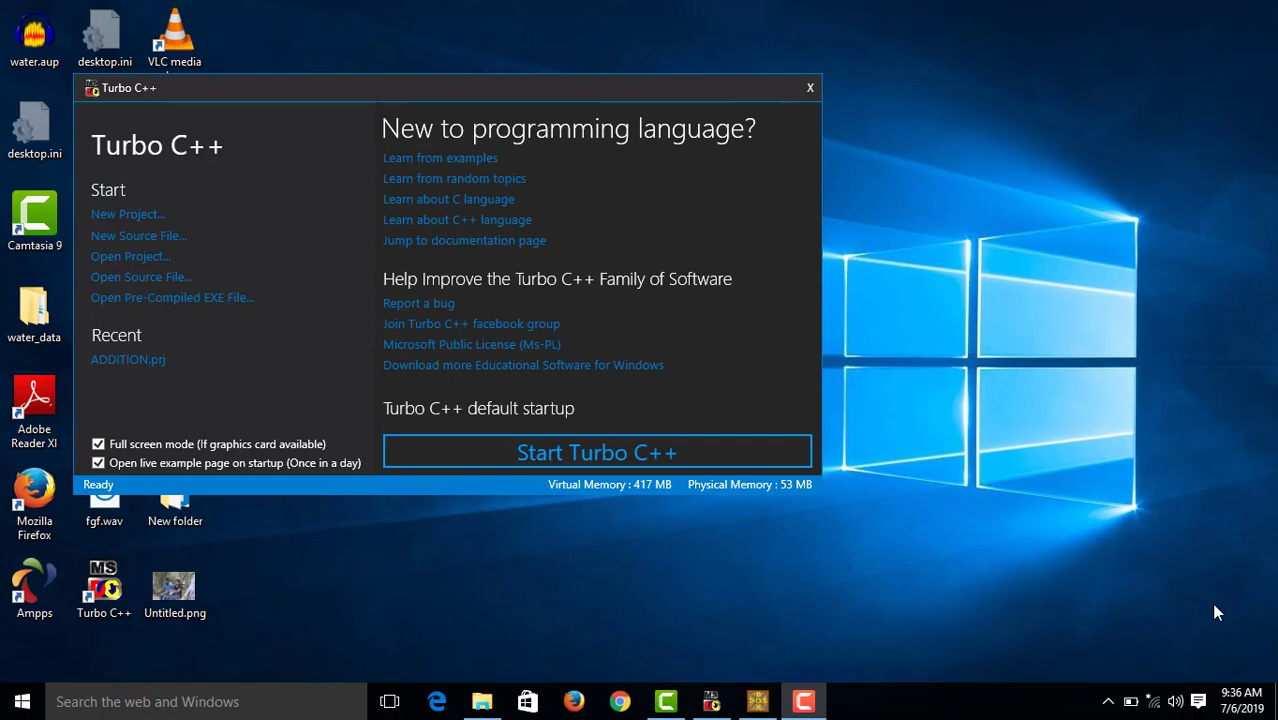 water.aup
desktop.ini
VLC media
desktop.ini
Camtasia 9
water_data
Adobe
Reader XI
Mozilla
Firefox
fgf.wav
New folder
Ampps
MS
Turbo C++
Untitled.png
Turbo C++
X
Turbo C++
Start
New Project...
New Source File...
Open Project...
Open Source File...
Open Pre-Compiled EXE File...
Recent
ADDITION.prj
Full screen mode (If graphics card available)
Open live example page on startup (Once in a day)
New to programming language?
Learn from examples
Learn from random topics
Learn about C language
Learn about C++ language
Jump to documentation page
Help Improve the Turbo C++ Family of Software
Report a bug
Join Turbo C++ facebook group
Microsoft Public License (Ms-PL)
Download more Educational Software for Windows
Turbo C++ default startup
Start Turbo C++
Ready
Virtual Memory : 417 MB
Physical Memory : 53 MB
Search the web and Windows
9:36 AM
7/6/2019